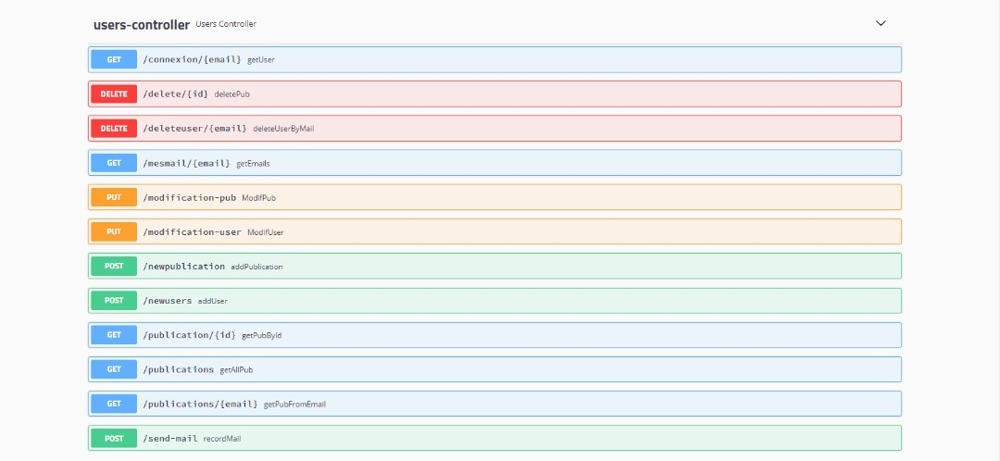 users-controller Users Controller
GET /connexion/{email} getUser
DELETE /delete/{id} deletePub
DELETE /deleteuser/{email} deleteUserByMail
GET /mesmail/{email} getEmails
PUT /modification-pub ModifPub
PUT /modification-user ModifUser
POST /newpublication addPublication
POST /newusers addUser
GET /publication/{id} getPubById
GET /publications getAllPub
GET /publications/{email} getPubFromEmail
POST /send-mail recordMail